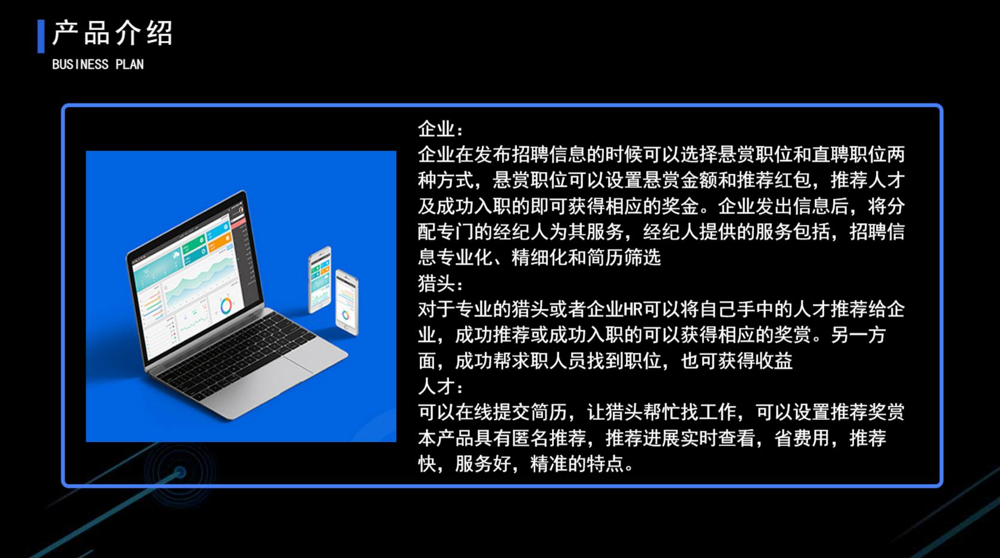 产品介绍
BUSINESS PLAN
企业：
企业在发布招聘信息的时候可以选择悬赏职位和直聘职位两
种方式，悬赏职位可以设置悬赏金额和推荐红包，推荐人才
及成功入职的即可获得相应的奖金。企业发出信息后，将分
配专门的经纪人为其服务，经纪人提供的服务包括，招聘信
息专业化、精细化和简历筛选
猎头：
对于专业的猎头或者企业HR可以将自己手中的人才推荐给企
业，成功推荐或成功入职的可以获得相应的奖赏。另一方
面，成功帮求职人员找到职位，也可获得收益
人才：
可以在线提交简历，让猎头帮忙找工作，可以设置推荐奖赏
本产品具有匿名推荐，推荐进展实时查看，省费用，推荐
快，服务好，精准的特点。